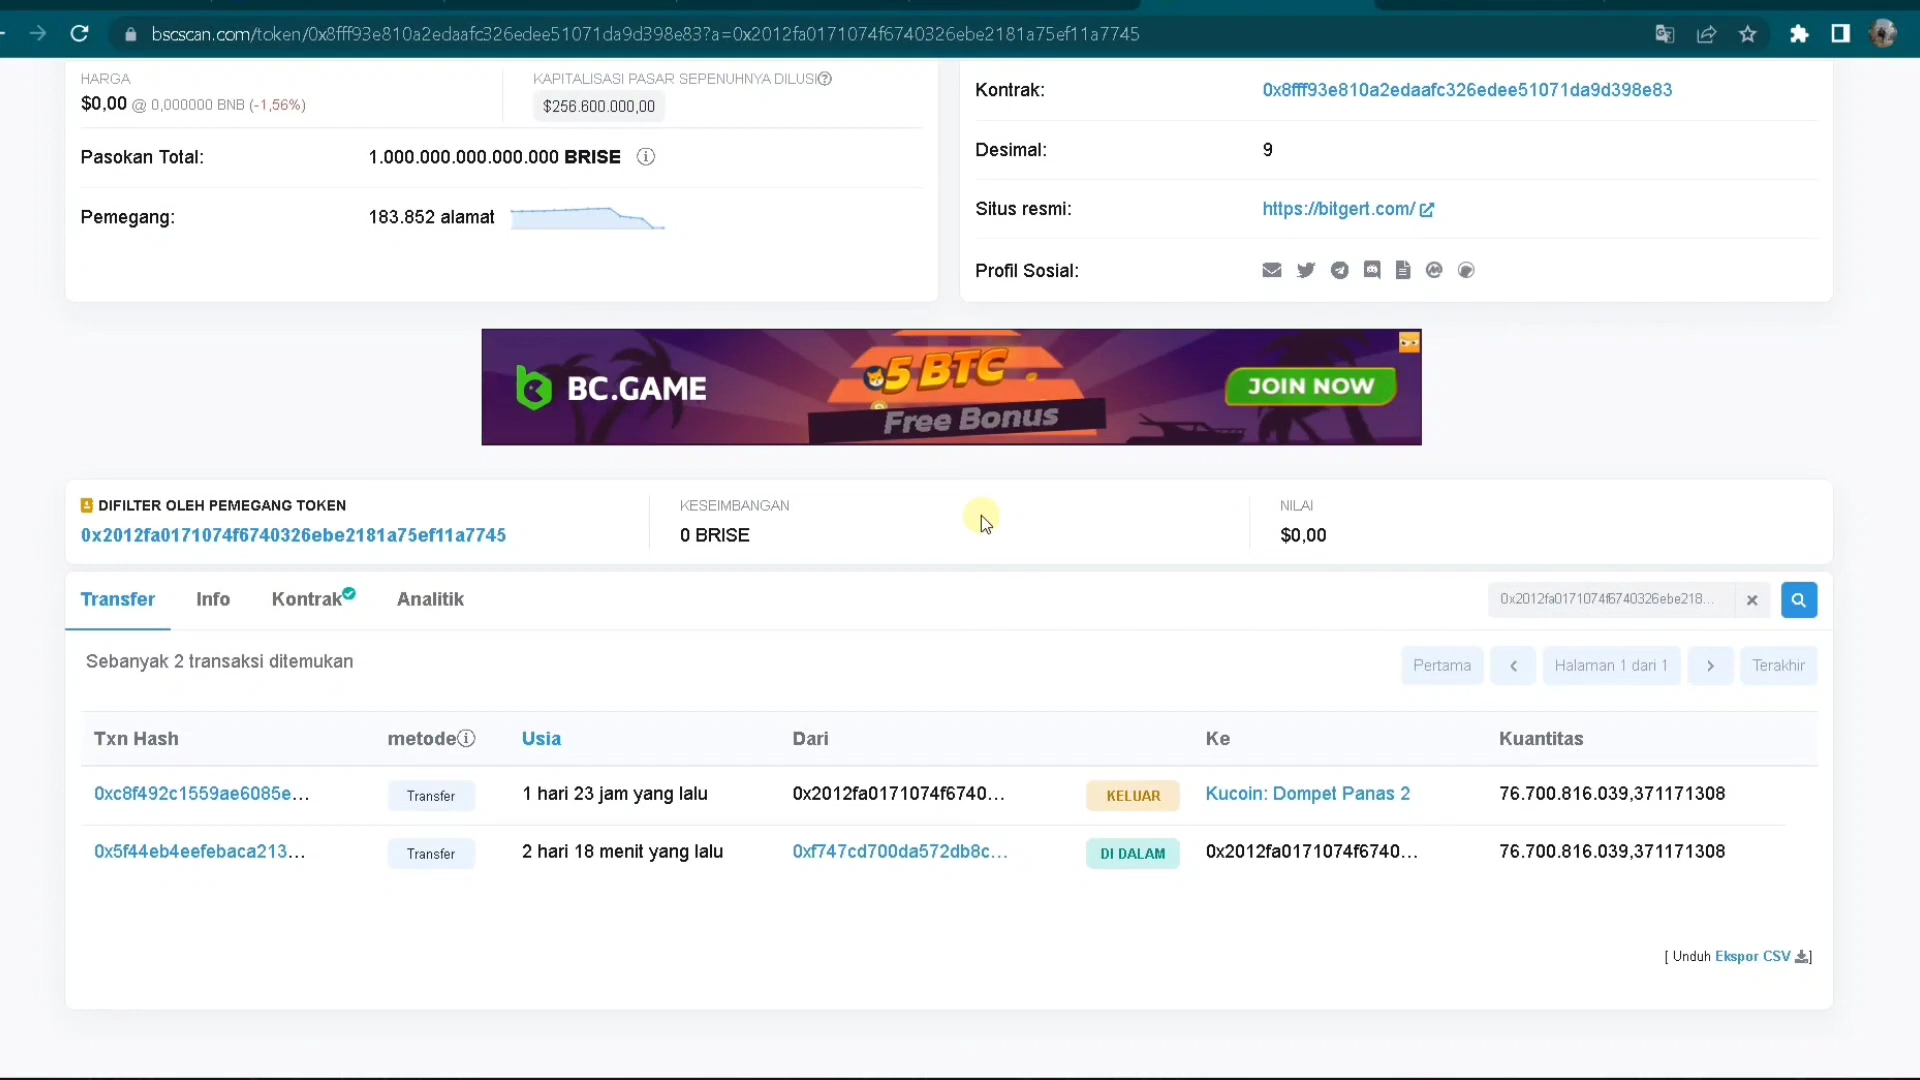 bscscan.com/token/0x8fff93e810a2edaafc326edee51071da9d398e83?a=0x2012fa0171074f6740326ebe2181a75ef11a7745
HARGA
$0,00 @ 0,000000 BNB (-1,56%)
KAPITALISASI PASAR SEPENUHNYA DILUSI
$256.600.000,00
Pasokan Total: 1.000.000.000.000.000 BRISE
Pemegang: 183.852 alamat
Kontrak: 0x8fff93e810a2edaafc326edee51071da9d398e83
Desimal: 9
Situs resmi: https://bitgert.com/
Profil Sosial:
BC.GAME
5 BTC
Free Bonus
JOIN NOW
DIFILTER OLEH PEMEGANG TOKEN
0x2012fa0171074f6740326ebe2181a75ef11a7745
KESEIMBANGAN
0 BRISE
NILAI
$0,00
Transfer Info Kontrak Analitik
0x2012fa0171074f6740326ebe218...
Sebanyak 2 transaksi ditemukan
Pertama Halaman 1 dari 1 Terakhir
Txn Hash metode Usia Dari Ke Kuantitas
0xc8f492c1559ae6085e... Transfer 1 hari 23 jam yang lalu 0x2012fa0171074f6740... KELUAR Kucoin: Dompet Panas 2 76.700.816.039,371171308
0x5f44eb4eefebaca213... Transfer 2 hari 18 menit yang lalu 0xf747cd700da572db8c... DI DALAM 0x2012fa0171074f6740... 76.700.816.039,371171308
[ Unduh Ekspor CSV ]